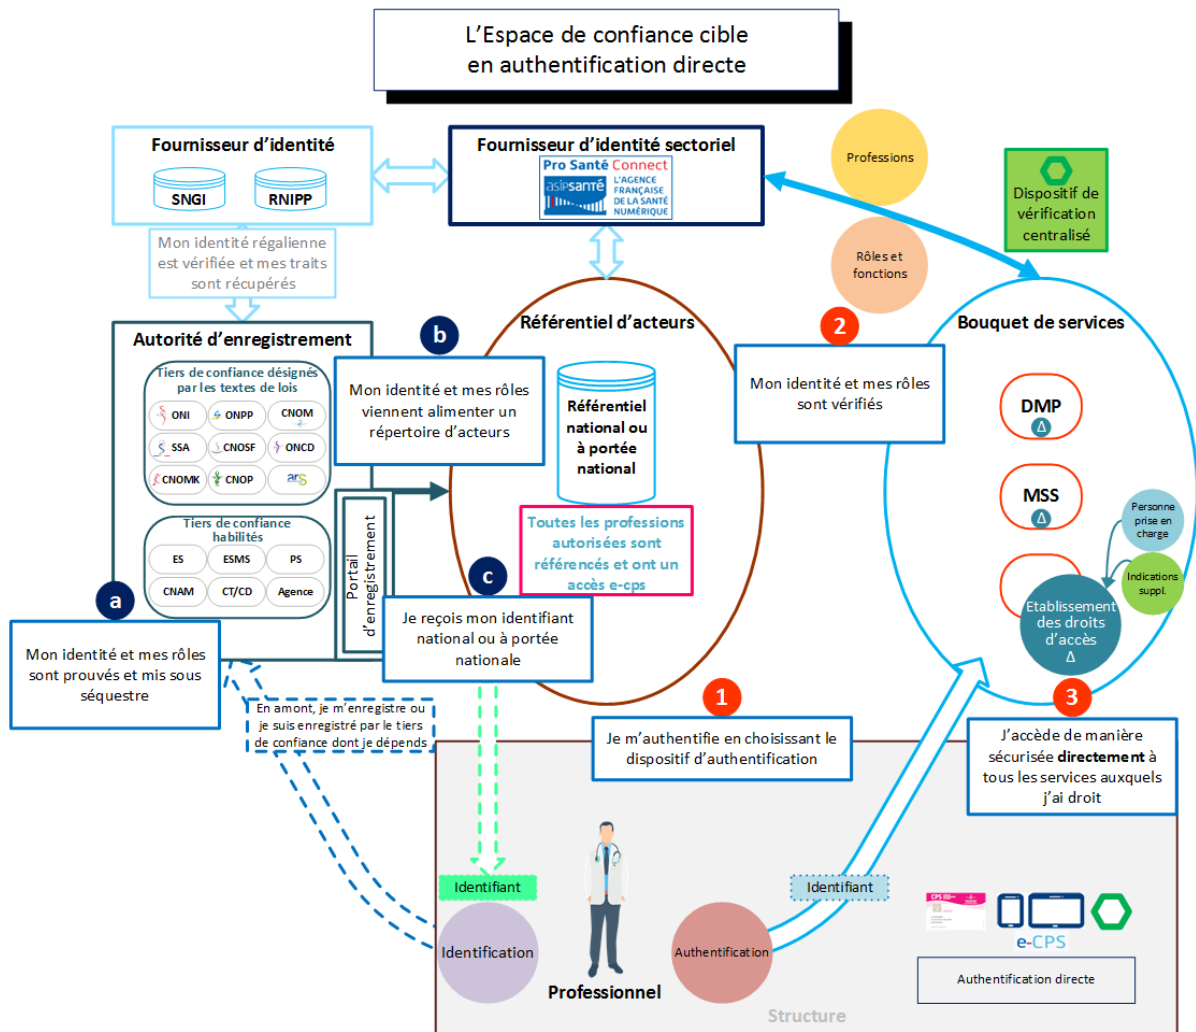 L'Espace de confiance cible
en authentification directe
Fournisseur d'identité
SNGI
RNIPP
Fournisseur d'identité sectoriel
Pro Santé Connect
asipsanté
L'AGENCE
FRANÇAISE
DE LA SANTÉ
NUMÉRIQUE
Professions
Rôles et
fonctions
Dispositif de
vérification
centralisé
Mon identité régalienne
est vérifiée et mes traits
sont récupérés
Autorité d'enregistrement
Tiers de confiance désignés
par les textes de lois
ONI
ONPP
CNOM
SSA
CNOSF
ONCD
CNOMK
CNOP
ars
Tiers de confiance
habilités
ES
ESMS
PS
CNAM
CT/CD
Agence
Portail
d'enregistrement
a
Mon identité et mes rôles
sont prouvés et mis sous
séquestre
b
Mon identité et mes rôles
viennent alimenter un
répertoire d'acteurs
Référentiel d'acteurs
Référentiel
national ou
à portée
national
Toutes les professions
autorisées sont
référencés et ont un
accès e-cps
c
Je reçois mon identifiant
national ou à portée
nationale
2
Mon identité et mes rôles
sont vérifiés
Bouquet de services
DMP
Δ
MSS
Δ
Personne
prise en
charge
Indications
suppl.
Etablissement
des droits
d'accès
Δ
En amont, je m'enregistre ou
je suis enregistré par le tiers
de confiance dont je dépends
1
Je m'authentifie en choisissant le
dispositif d'authentification
3
J'accède de manière
sécurisée directement à
tous les services auxquels
j'ai droit
Identifiant
Identification
Professionnel
Identifiant
Authentification
CPS
e-CPS
Authentification directe
Structure